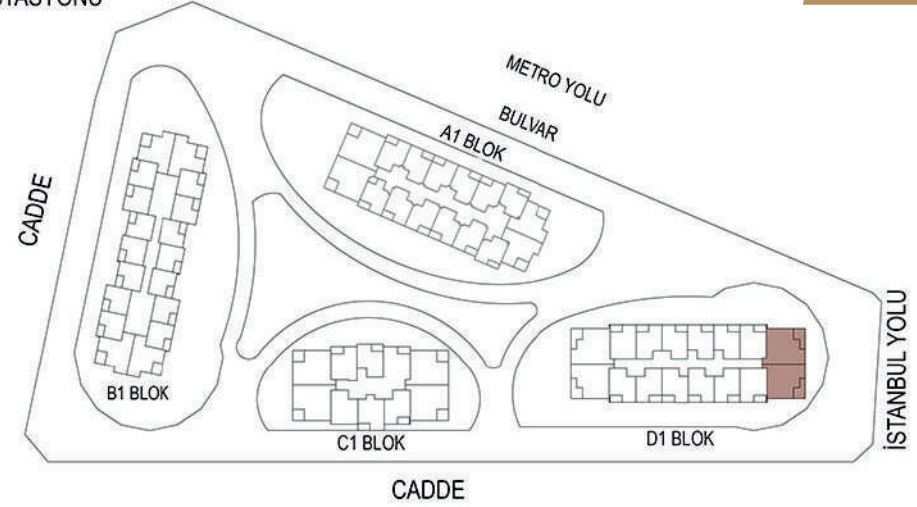 METRO YOLU
BULVAR
A1 BLOK
CADDE
B1 BLOK
C1 BLOK
D1 BLOK
İSTANBUL YOLU
CADDE